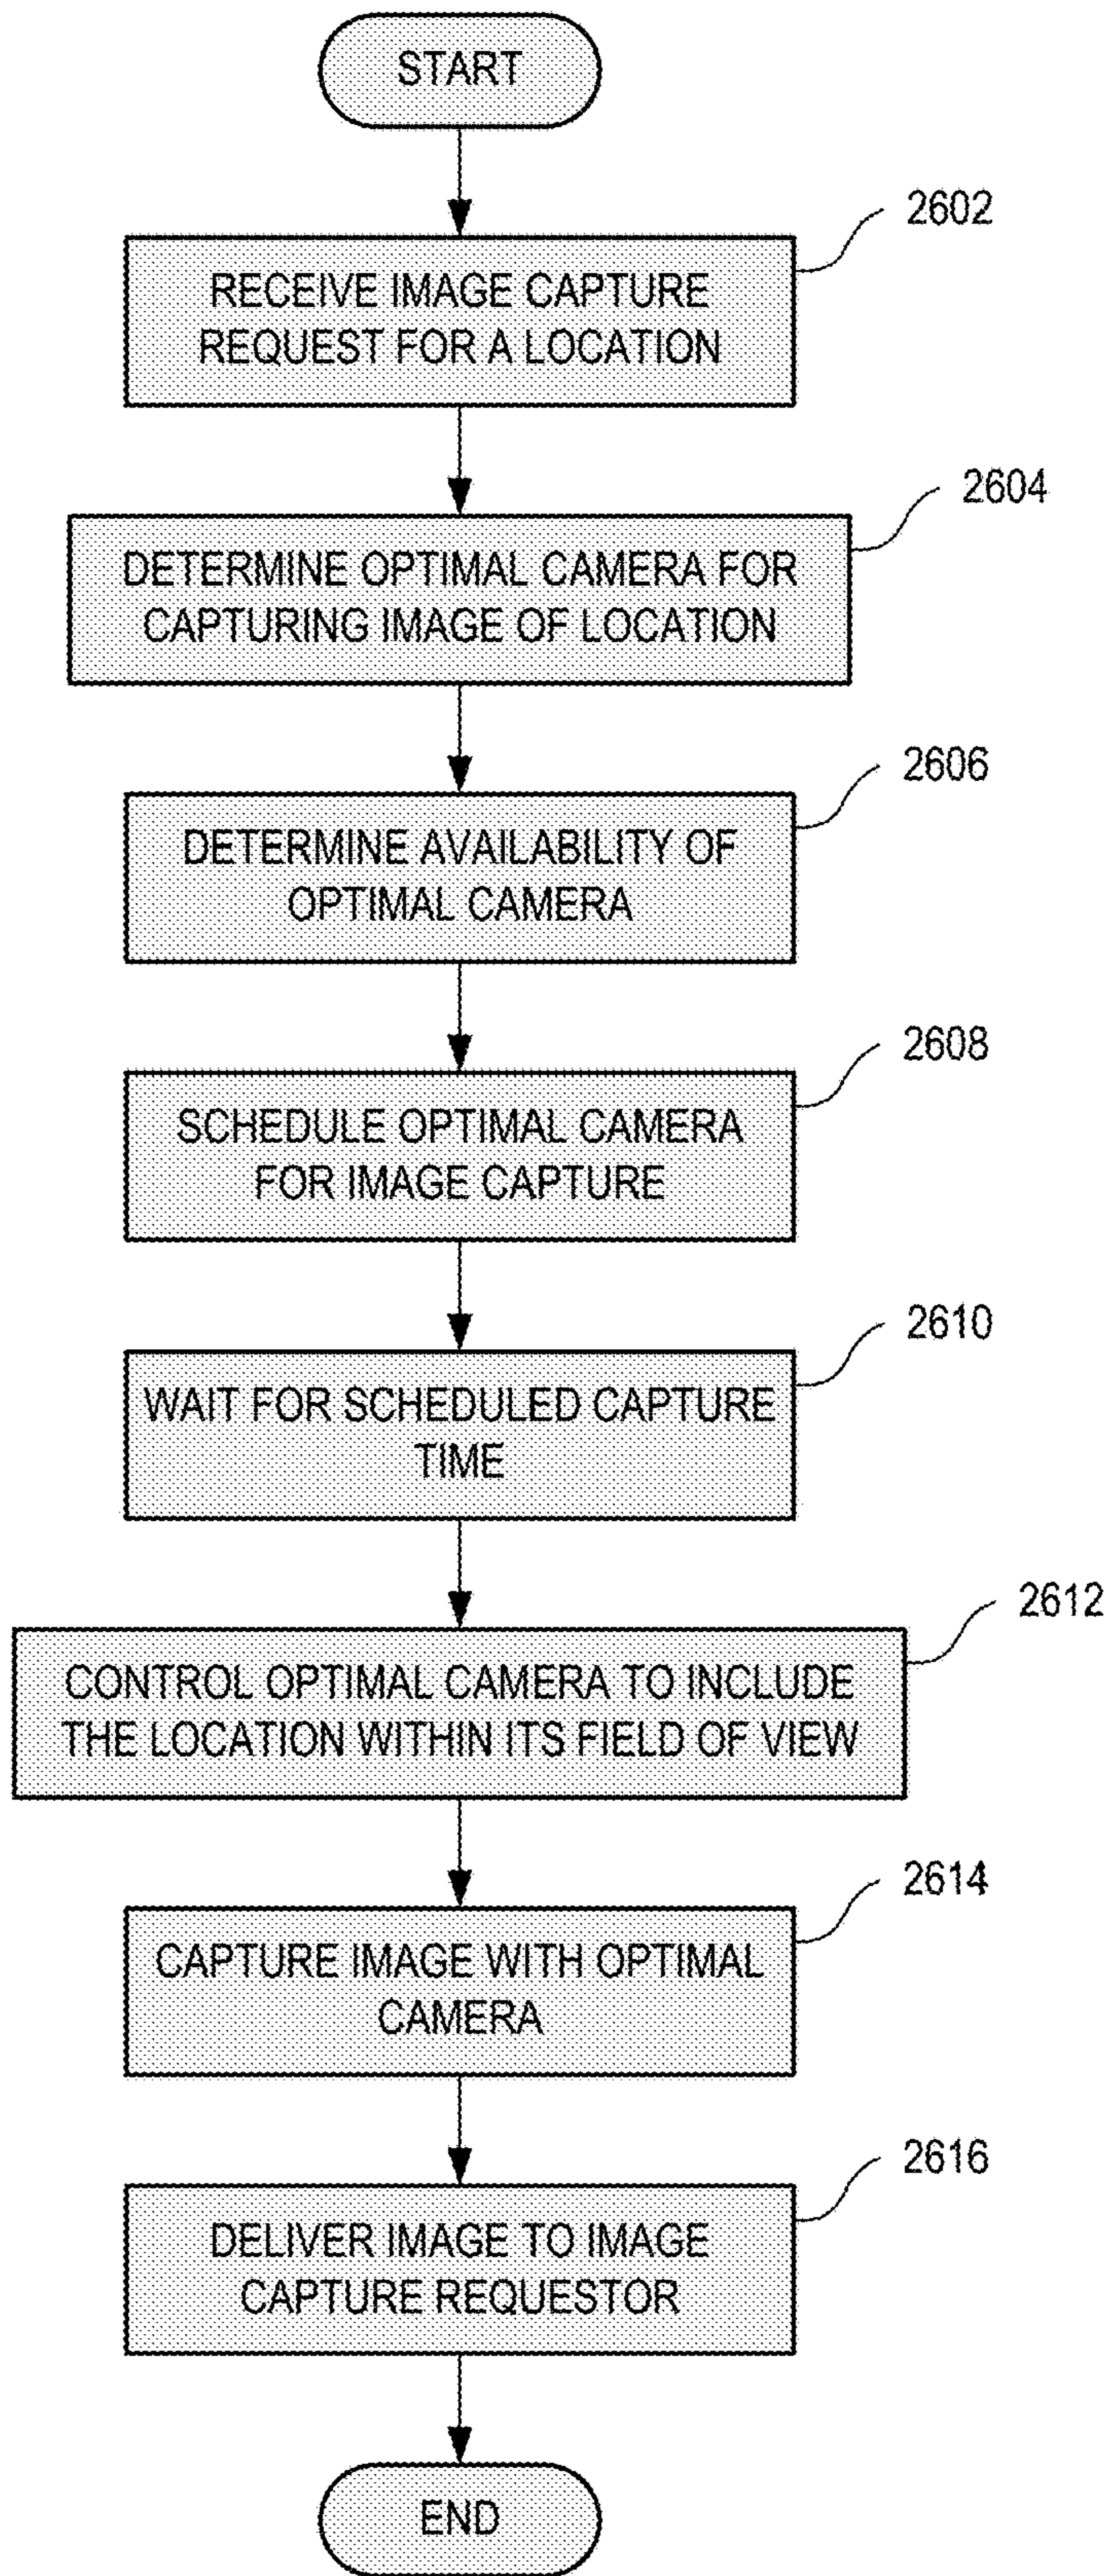 START
2602
RECEIVE IMAGE CAPTURE
REQUEST FOR A LOCATION
2604
DETERMINE OPTIMAL CAMERA FOR
CAPTURING IMAGE OF LOCATION
2606
DETERMINE AVAILABILITY OF
OPTIMAL CAMERA
2608
SCHEDULE OPTIMAL CAMERA
FOR IMAGE CAPTURE
2610
WAIT FOR SCHEDULED CAPTURE
TIME
2612
CONTROL OPTIMAL CAMERA TO INCLUDE
THE LOCATION WITHIN ITS FIELD OF VIEW
2614
CAPTURE IMAGE WITH OPTIMAL
CAMERA
2616
DELIVER IMAGE TO IMAGE
CAPTURE REQUESTOR
END